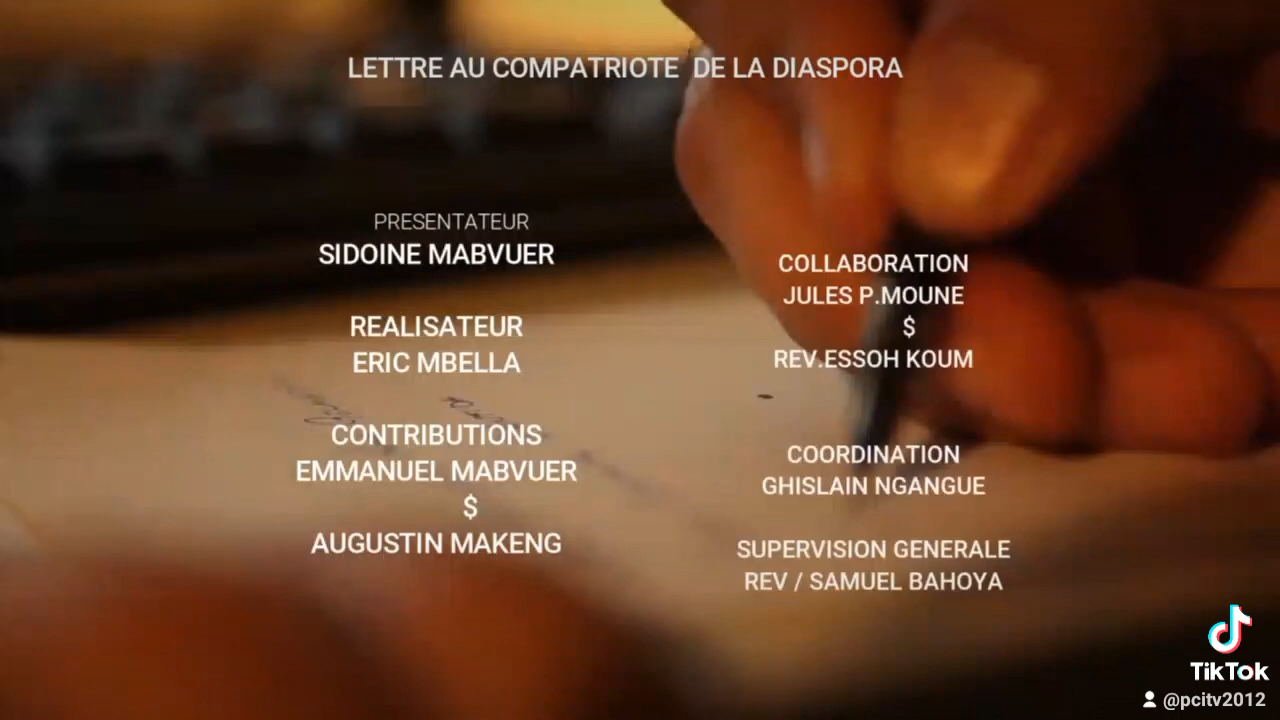 LETTRE AU COMPATRIOTE DE LA DIASPORA
PRESENTATEUR
SIDOINE MABVUER
REALISATEUR
ERIC MBELLA
CONTRIBUTIONS
EMMANUEL MABVUER
$
AUGUSTIN MAKENG
COLLABORATION
JULES P.MOUNE
$
REV.ESSOH KOUM
COORDINATION
GHISLAIN NGANGUE
SUPERVISION GENERALE
REV / SAMUEL BAHOYA
TikTok
@pcitv2012